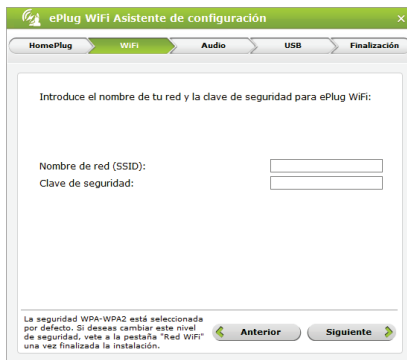 ePlug WiFi Asistente de configuración
HomePlug
WiFi
Audio
USB
Finalización
Introduce el nombre de tu red y la clave de seguridad para ePlug WiFi:
Nombre de red (SSID):
Clave de seguridad:
La seguridad WPA-WPA2 está seleccionada
por defecto. Si deseas cambiar este nivel
de seguridad, vete a la pestaña "Red WiFi"
una vez finalizada la instalación.
Anterior
Siguiente